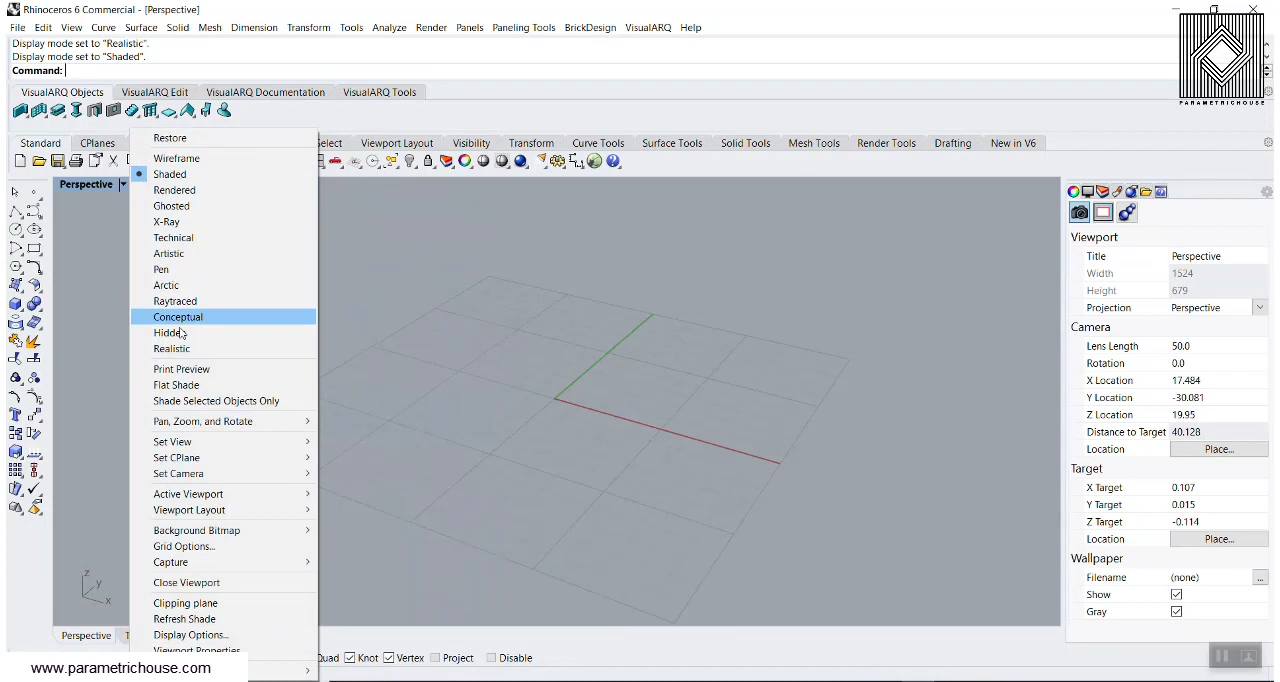 Rhinoceros 6 Commercial - [Perspective]
File Edit View Curve Surface Solid Mesh Dimension Transform Tools Analyze Render Panels Paneling Tools BrickDesign VisualARQ Help
Display mode set to "Realistic".
Display mode set to "Shaded".
Command:
PARAMETRICHOUSE
VisualARQ Objects VisualARQ Edit VisualARQ Documentation VisualARQ Tools
Standard CPlanes elect Viewport Layout Visibility Transform Curve Tools Surface Tools Solid Tools Mesh Tools Render Tools Drafting New in V6
Perspective
Restore
Wireframe
Shaded
Rendered
Ghosted
X-Ray
Technical
Artistic
Pen
Arctic
Raytraced
Conceptual
Hidden
Realistic
Print Preview
Flat Shade
Shade Selected Objects Only
Pan, Zoom, and Rotate
Set View
Set CPlane
Set Camera
Active Viewport
Viewport Layout
Background Bitmap
Grid Options...
Capture
Close Viewport
Clipping plane
Refresh Shade
Display Options...
Viewport Properties...
z
y
x
Viewport
Title Perspective
Width 1524
Height 679
Projection Perspective
Camera
Lens Length 50.0
Rotation 0.0
X Location 17.484
Y Location -30.081
Z Location 19.95
Distance to Target 40.128
Location Place...
Target
X Target 0.107
Y Target 0.015
Z Target -0.114
Location Place...
Wallpaper
Filename (none) ...
Show
Gray
Perspective T
Quad Knot Vertex Project Disable
www.parametrichouse.com